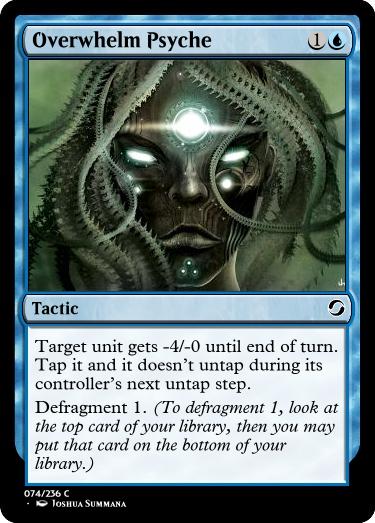 Overwhelm Psyche 1
Tactic
Target unit gets -4/-0 until end of turn.
Tap it and it doesn't untap during its
controller's next untap step.
Defragment 1. (To defragment 1, look at
the top card of your library, then you may
put that card on the bottom of your
library.)
074/236 C
· Joshua Summana